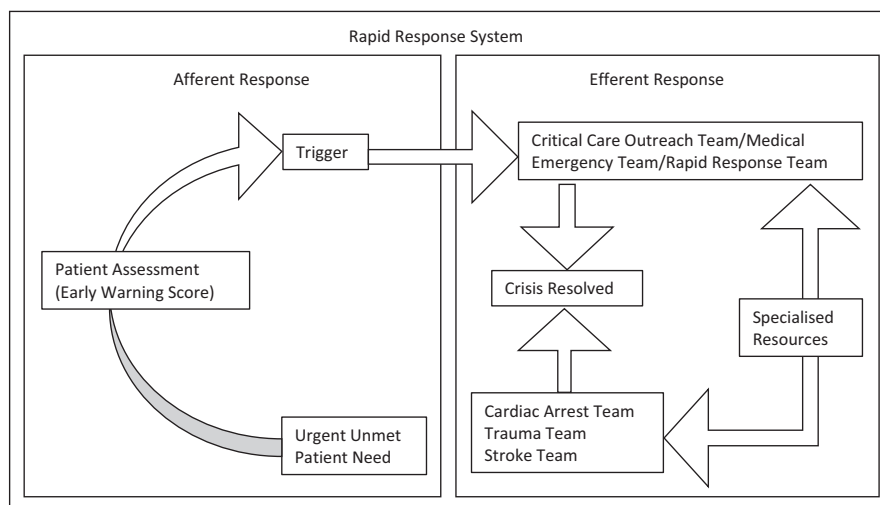 Rapid Response System
Afferent Response
Trigger
Patient Assessment
(Early Warning Score)
Urgent Unmet
Patient Need
Efferent Response
Critical Care Outreach Team/Medical
Emergency Team/Rapid Response Team
Crisis Resolved
Specialised
Resources
Cardiac Arrest Team
Trauma Team
Stroke Team